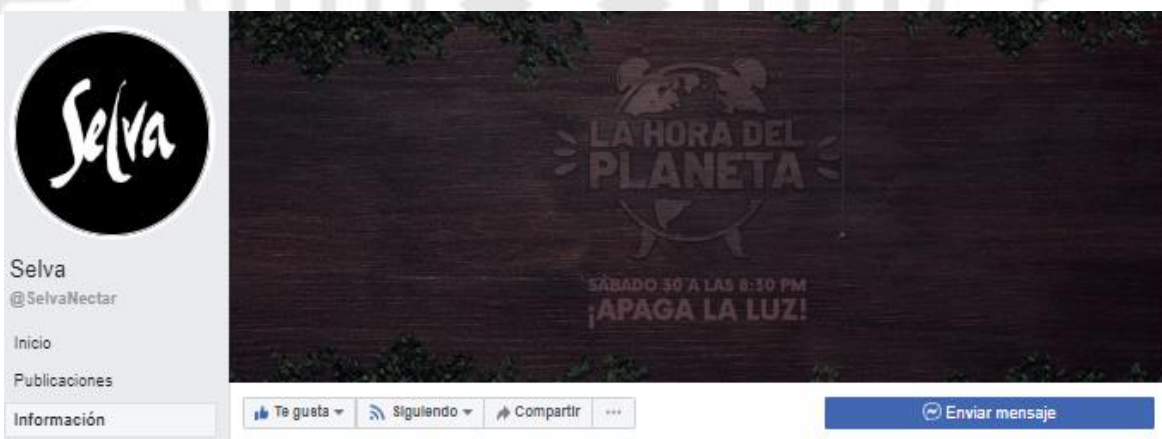 Selva
Selva
@SelvaNectar
Inicio
Publicaciones
Información
LA HORA DEL
PLANETA
SÁBADO 30 A LAS 8:30 PM
¡APAGA LA LUZ!
Te gusta
Siguiendo
Compartir
...
Enviar mensaje